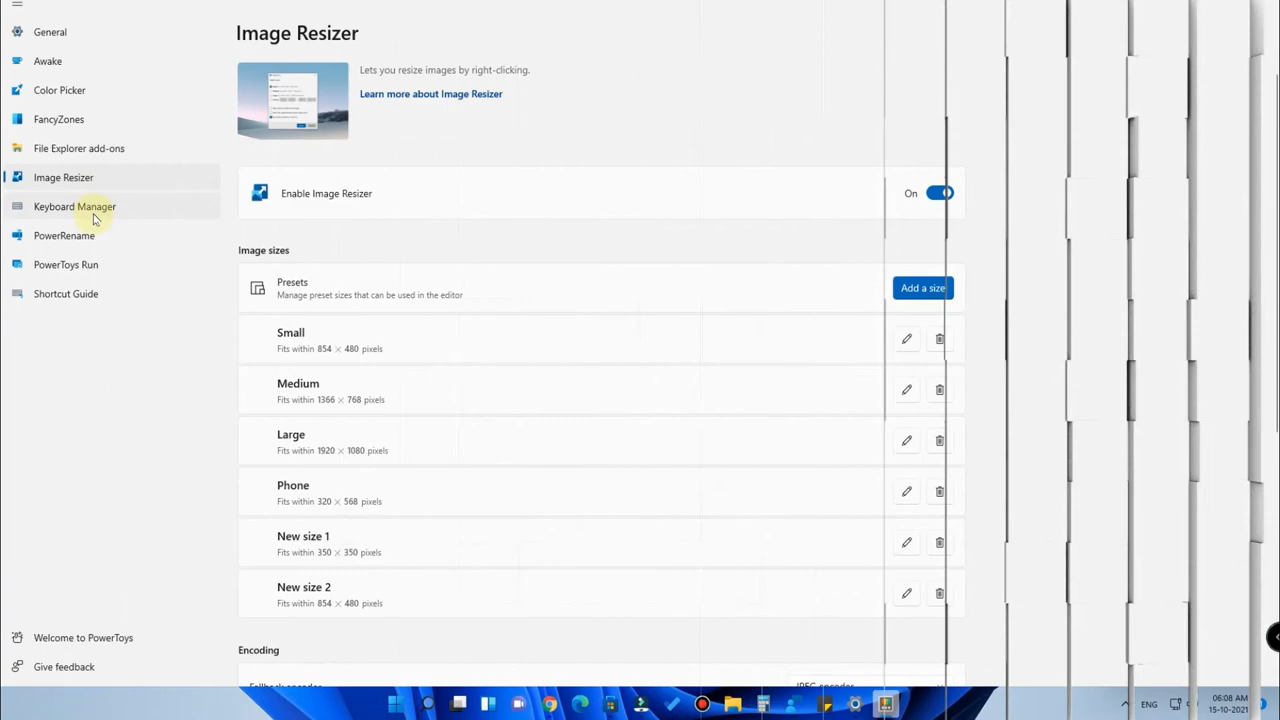 General
Awake
Color Picker
FancyZones
File Explorer add-ons
Image Resizer
Keyboard Manager
PowerRename
PowerToys Run
Shortcut Guide
Welcome to PowerToys
Give feedback
Image Resizer
Lets you resize images by right-clicking.
Learn more about Image Resizer
Enable Image Resizer
On
Image sizes
Presets
Manage preset sizes that can be used in the editor
Add a size
Small
Fits within 854 × 480 pixels
Medium
Fits within 1366 × 768 pixels
Large
Fits within 1920 × 1080 pixels
Phone
Fits within 320 × 568 pixels
New size 1
Fits within 350 × 350 pixels
New size 2
Fits within 854 × 480 pixels
Encoding
Fallback encoder
JPEG encoder
ENG
06:08 AM
15-10-2021